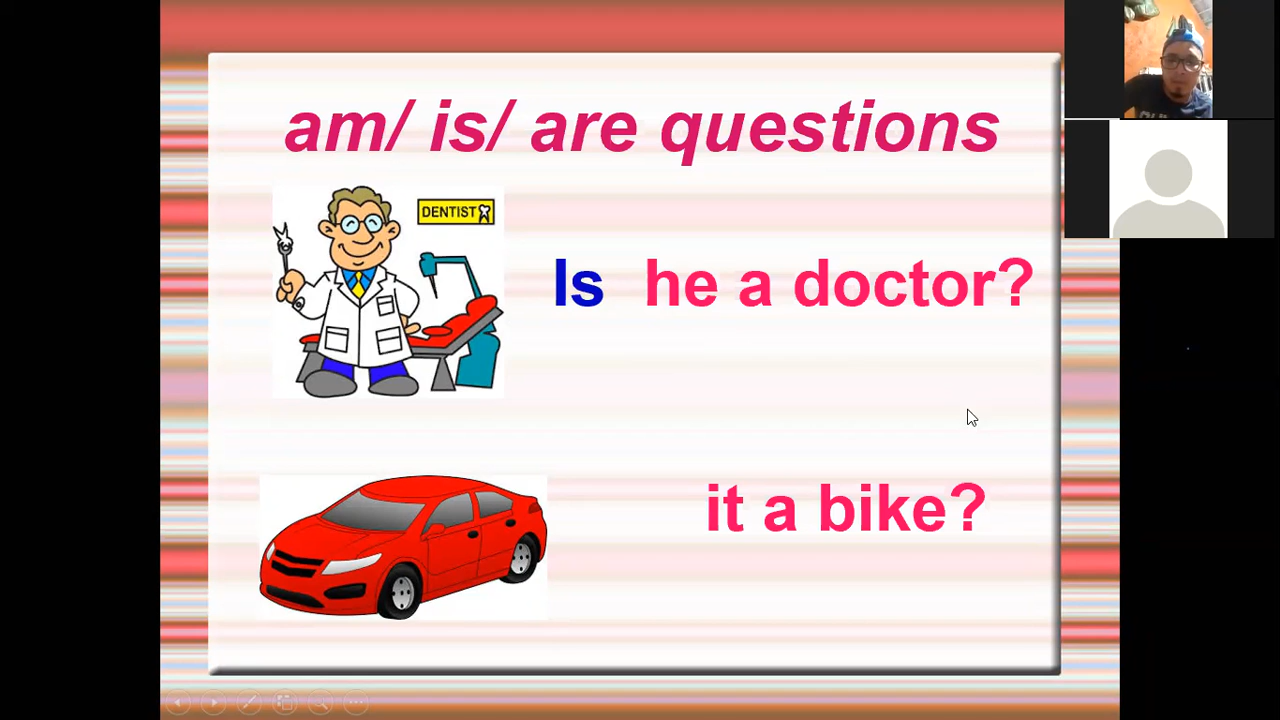 am/ is/ are questions
DENTIST
Is he a doctor?
it a bike?